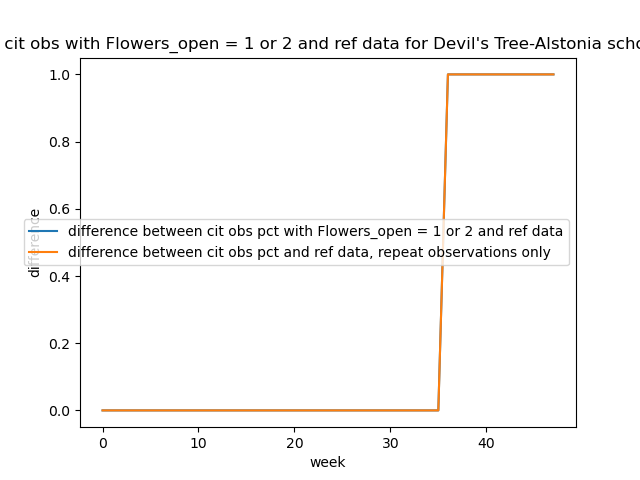 cit obs with Flowers_open = 1 or 2 and ref data for Devil's Tree-Alstonia
1.0
0.8
0.6
0.4
0.2
0.0
difference
difference between cit obs pct with Flowers_open = 1 or 2 and ref data
difference between cit obs pct and ref data, repeat observations only
0 10 20 30 40
week